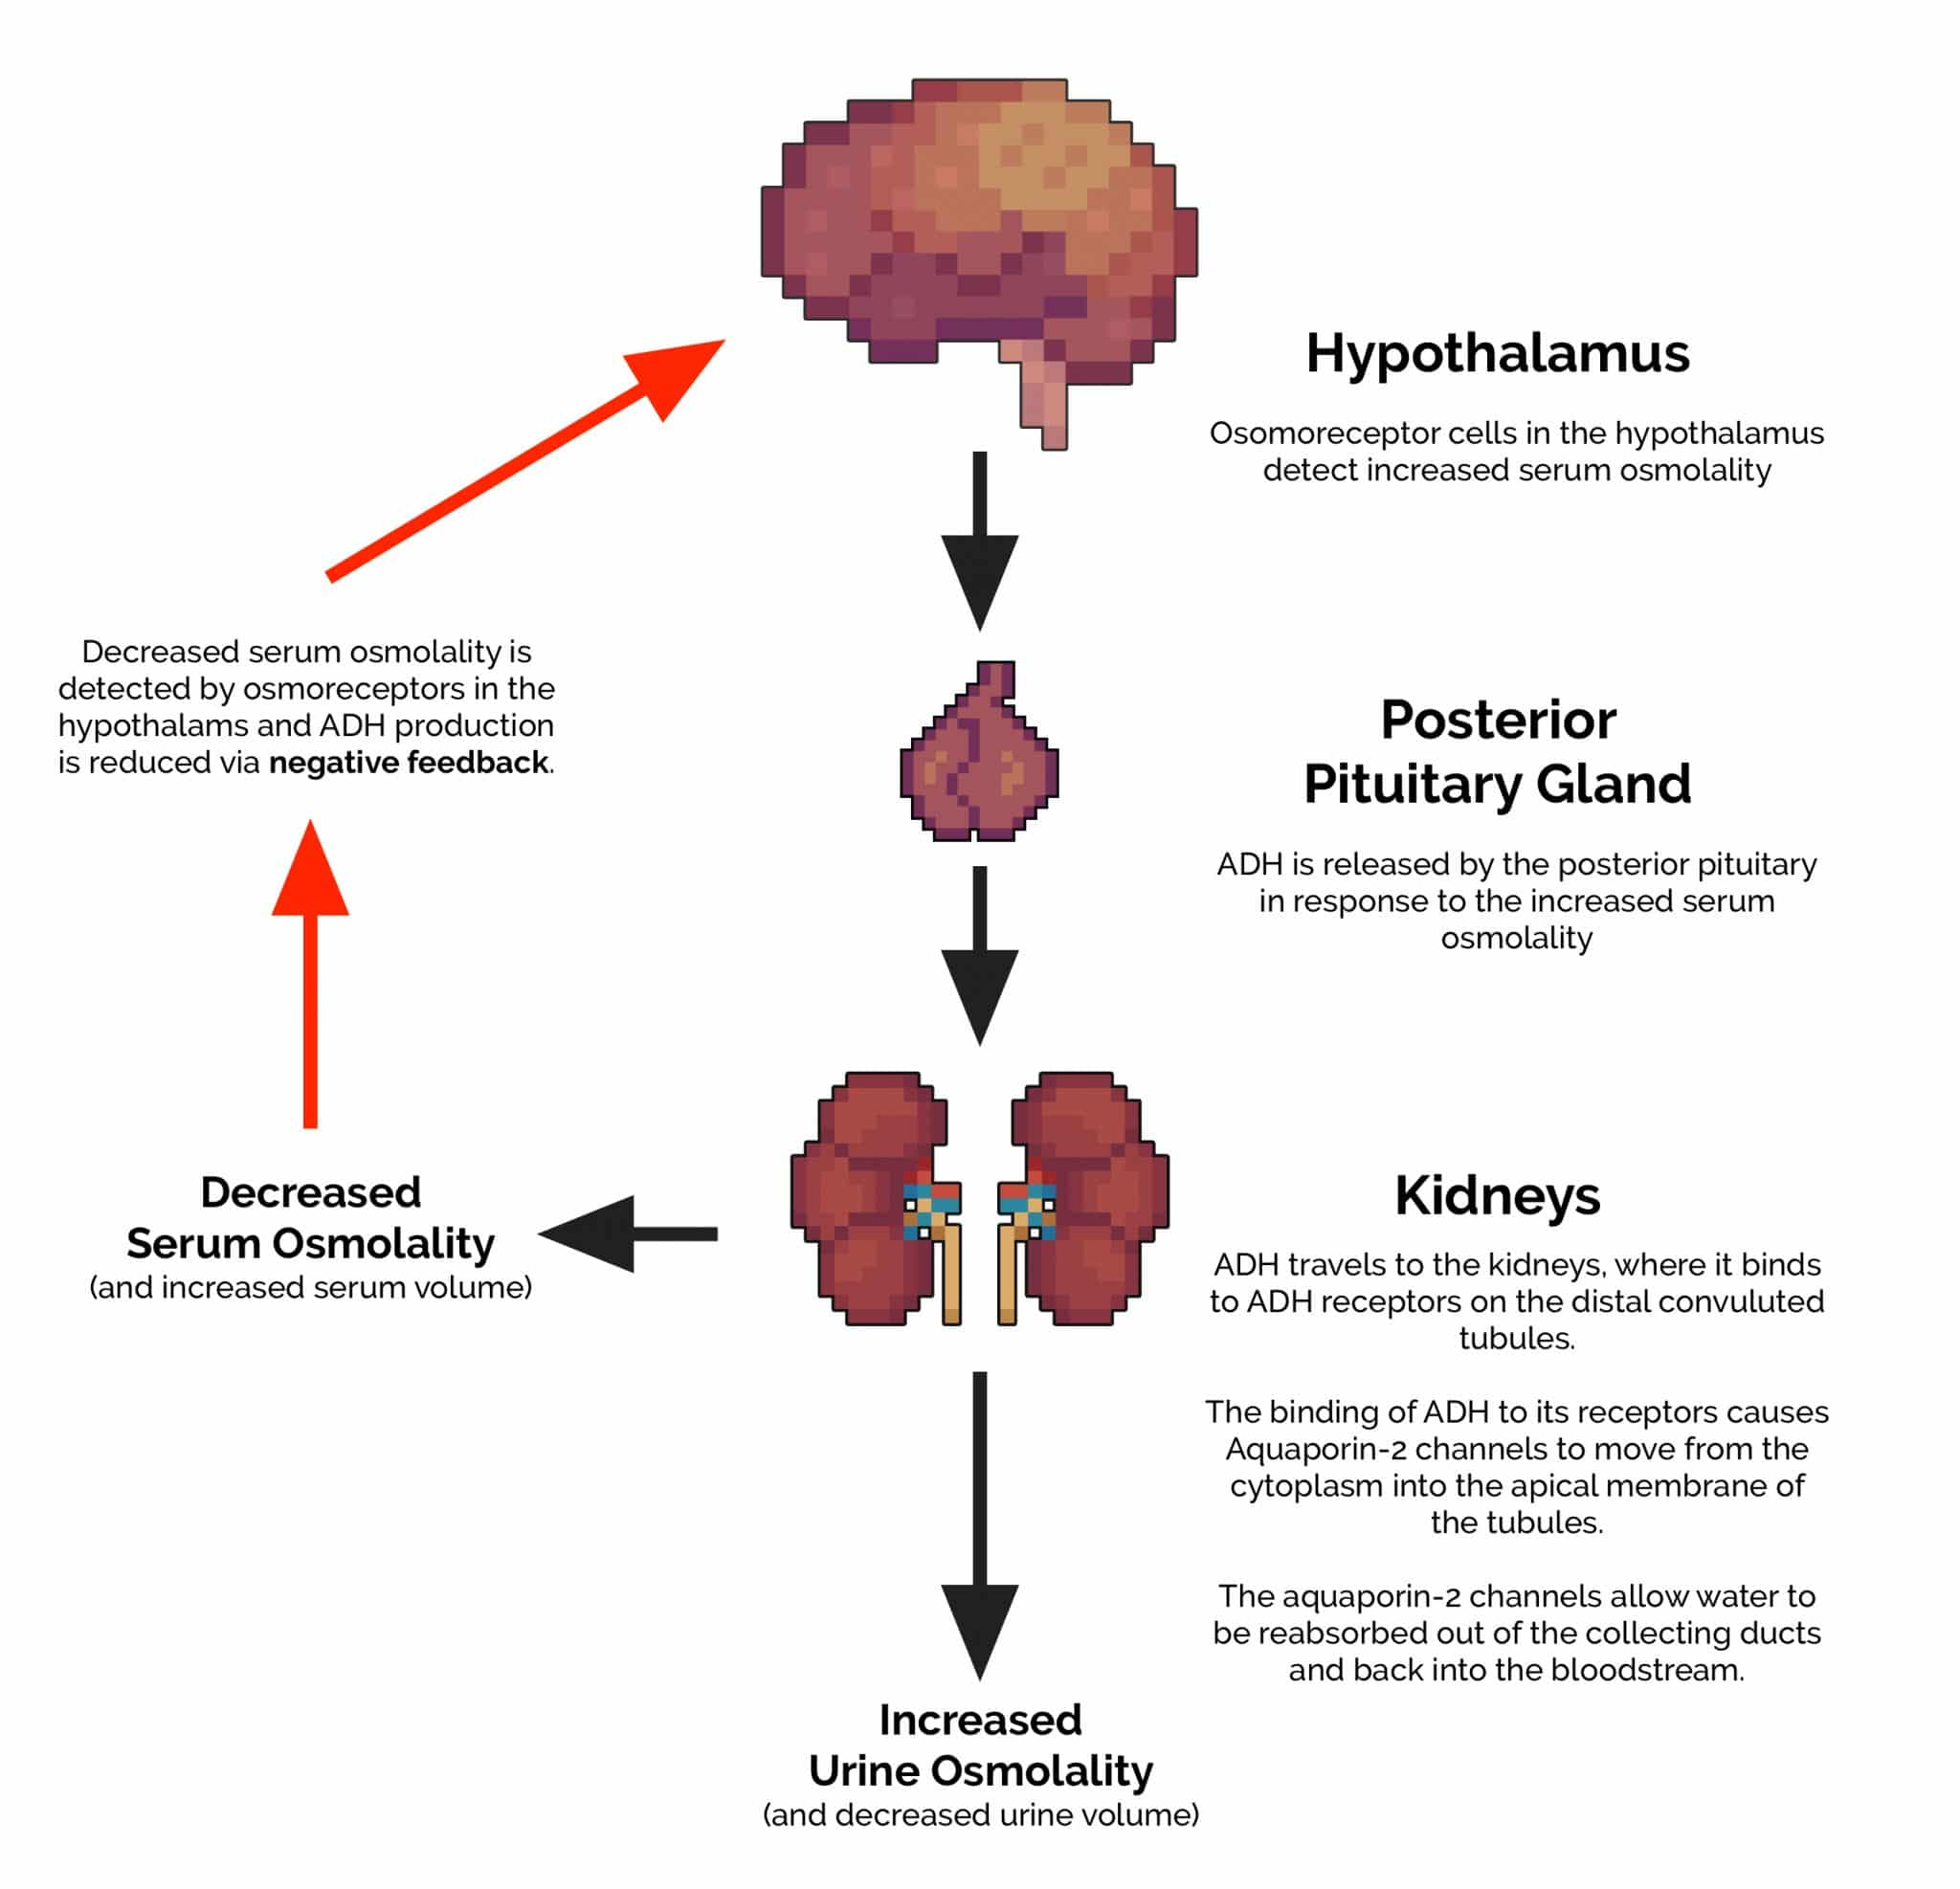 Hypothalamus
Osomoreceptor cells in the hypothalamus
detect increased serum osmolality
Posterior
Pituitary Gland
ADH is released by the posterior pituitary
in response to the increased serum
osmolality
Kidneys
ADH travels to the kidneys, where it binds
to ADH receptors on the distal convuluted
tubules.
The binding of ADH to its receptors causes
Aquaporin-2 channels to move from the
cytoplasm into the apical membrane of
the tubules.
The aquaporin-2 channels allow water to
be reabsorbed out of the collecting ducts
and back into the bloodstream.
Increased
Urine Osmolality
(and decreased urine volume)
Decreased
Serum Osmolality
(and increased serum volume)
Decreased serum osmolality is
detected by osmoreceptors in the
hypothalams and ADH production
is reduced via negative feedback.